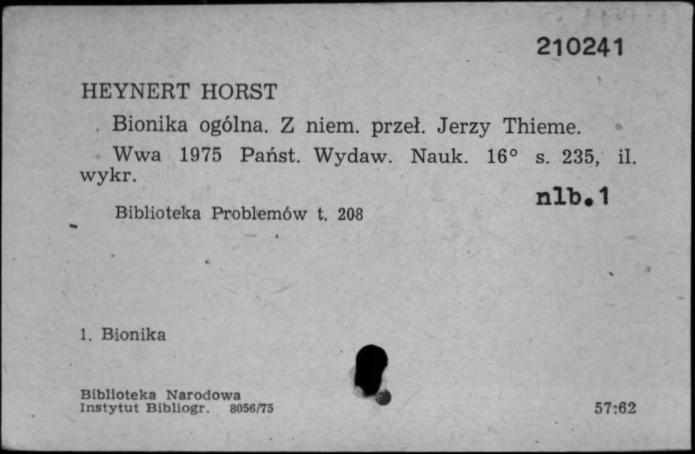 210241
HEYNERT HORST
Bionika ogólna. Z niem. przeł. Jerzy Thieme.
Wwa 1975 Państ. Wydaw. Nauk. 16° s. 235, il.
wykr.
nlb.1
Biblioteka Problemów t. 208
1. Bionika
Biblioteka Narodowa
Instytut Bibliogr. 8056/75
57:62